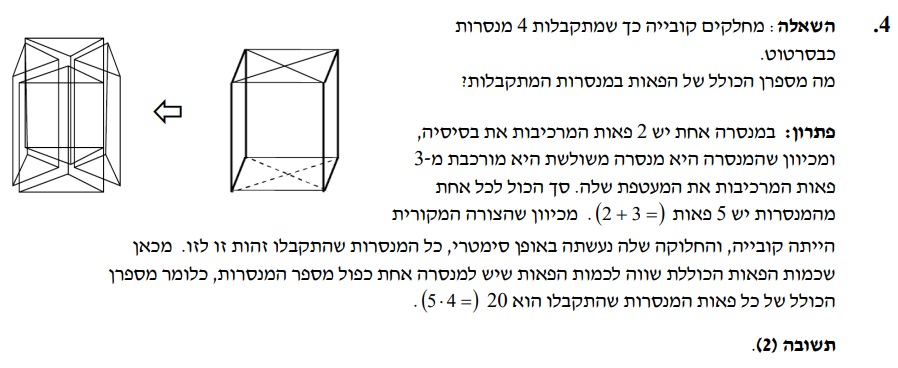 4. השאלה: מחלקים קובייה כך שמתקבלות 4 מנסרות
כבסרטוט.
מה מספרן הכולל של הפאות במנסרות המתקבלות?
פתרון: במנסרה אחת יש 2 פאות המרכיבות את בסיסיה,
ומכיוון שהמנסרה היא מנסרה משולשת היא מורכבת מ-3
פאות המרכיבות את המעטפת שלה. סך הכול לכל אחת
מהמנסרות יש 5 פאות (= 3 + 2). מכיוון שהצורה המקורית
הייתה קובייה, והחלוקה שלה נעשתה באופן סימטרי, כל המנסרות שהתקבלו זהות זו לזו. מכאן
שכמות הפאות הכוללת שווה לכמות הפאות שיש למנסרה אחת כפול מספר המנסרות, כלומר מספרן
הכולל של כל פאות המנסרות שהתקבלו הוא 20 (= 4 · 5).
תשובה (2).